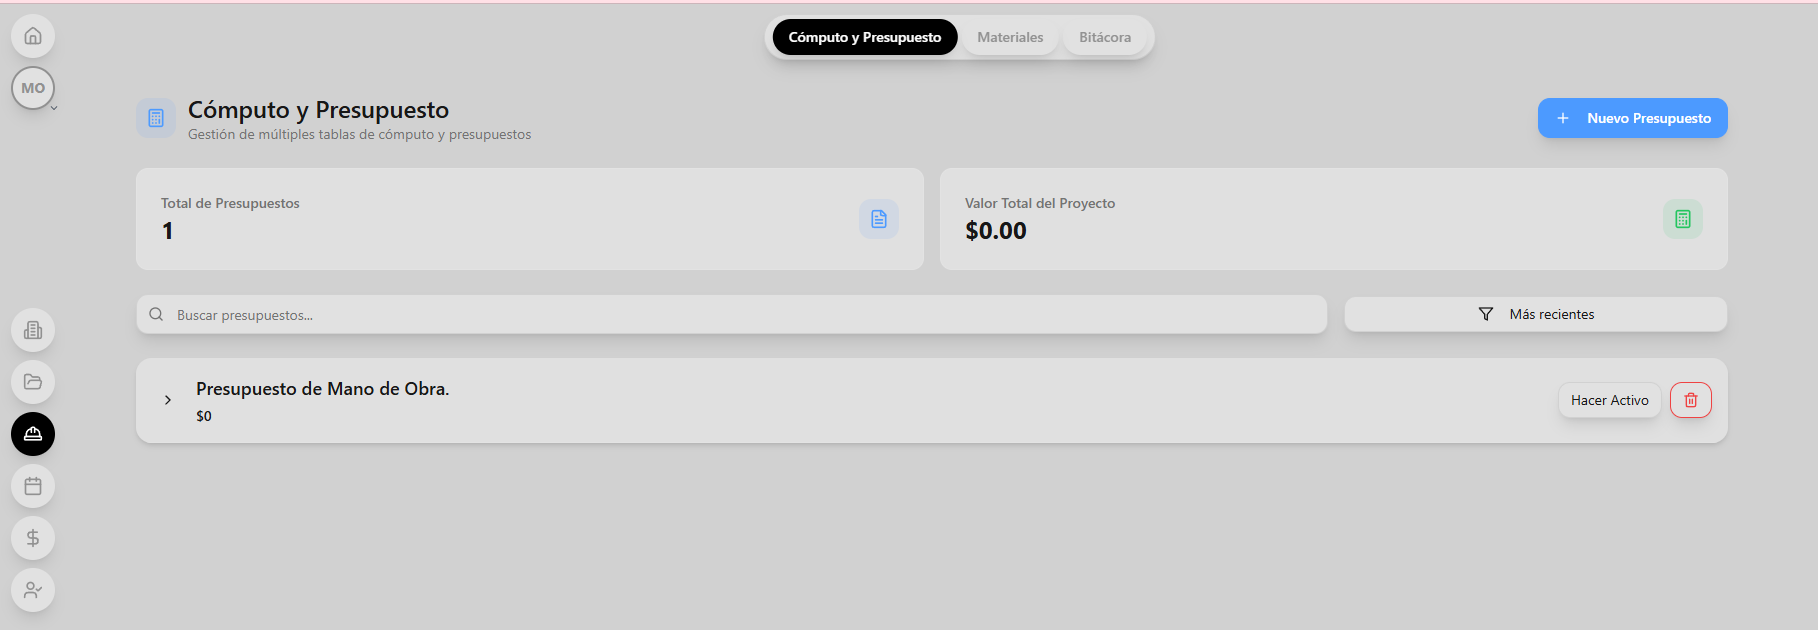 Cómputo y Presupuesto
Materiales
Bitácora
MO
Cómputo y Presupuesto
Gestión de múltiples tablas de cómputo y presupuestos
Nuevo Presupuesto
Total de Presupuestos
1
Valor Total del Proyecto
$0.00
Buscar presupuestos...
Más recientes
Presupuesto de Mano de Obra.
$0
Hacer Activo